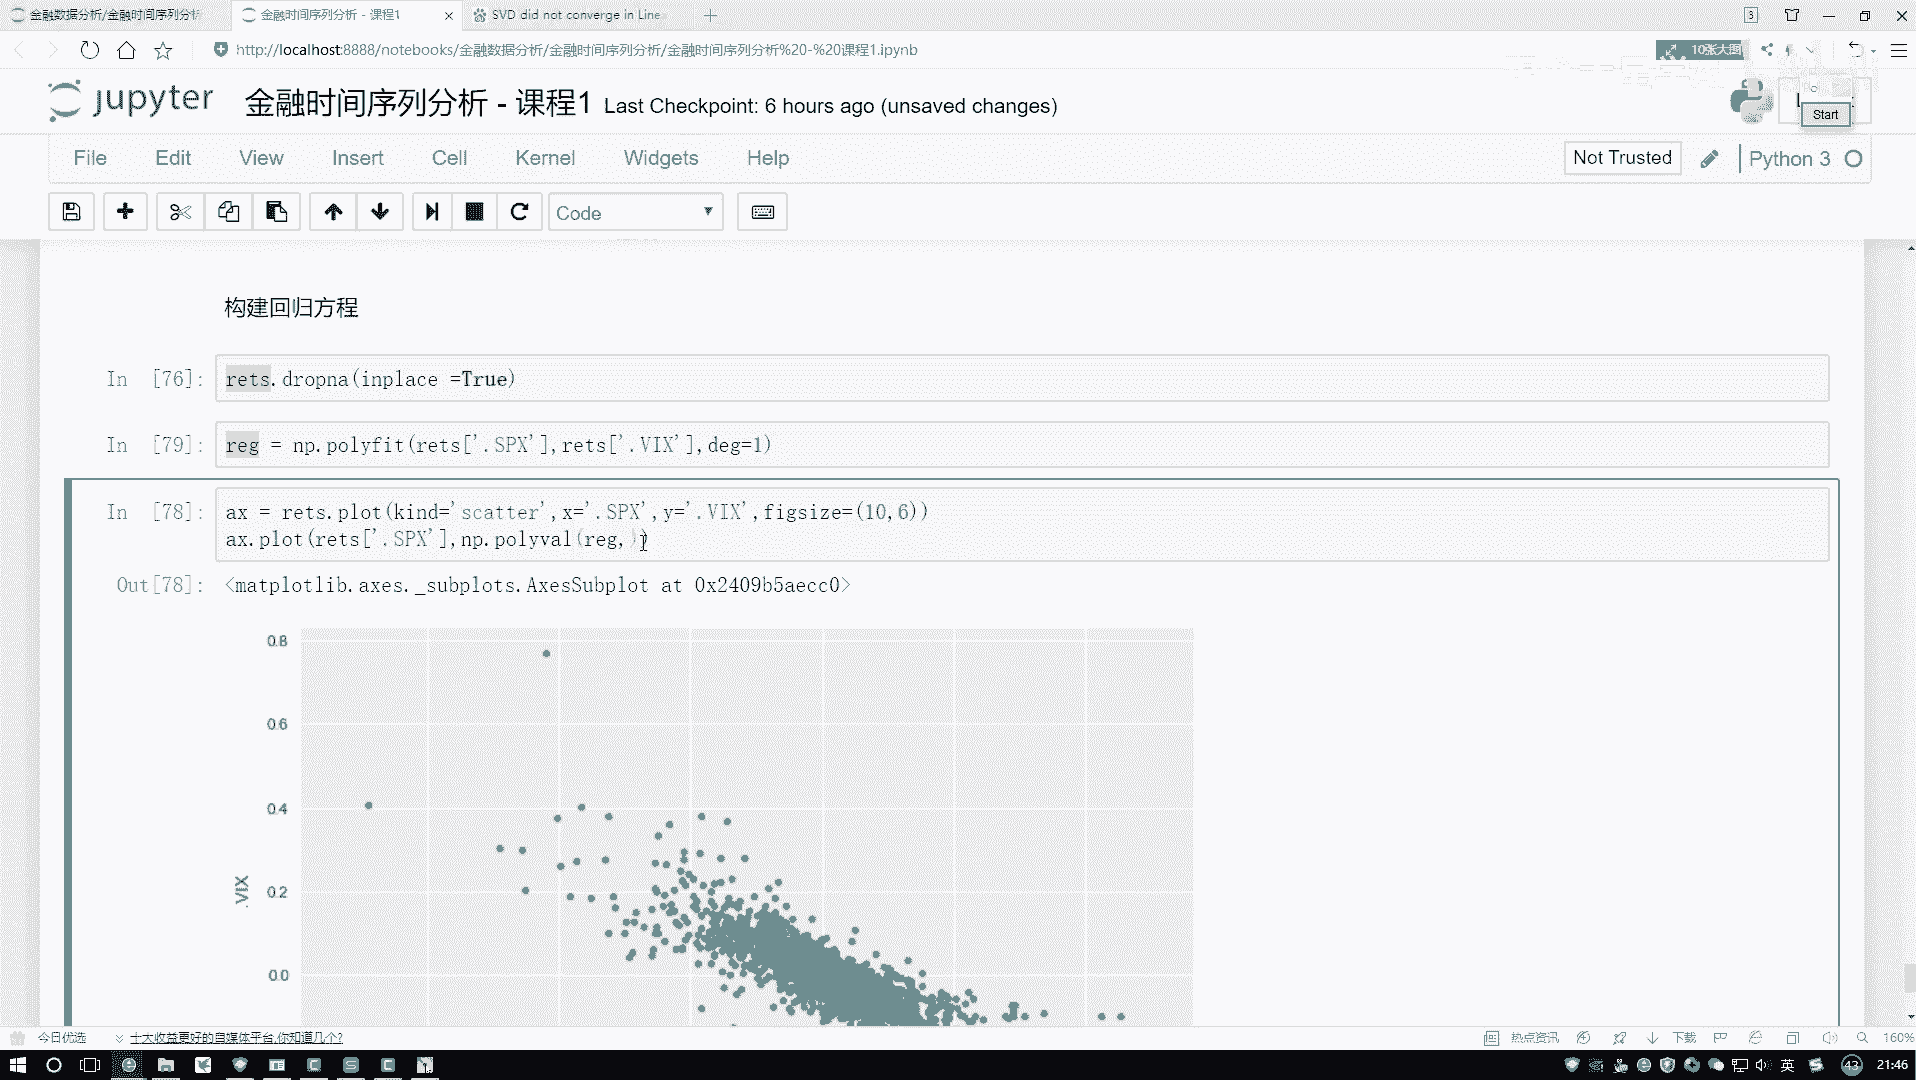 金融数据分析/金融时间序列分析
金融时间序列分析 - 课程1
SVD did not converge in Line
3
http://localhost:8888/notebooks/金融数据分析/金融时间序列分析/金融时间序列分析%20-%20课程1.ipynb
10张大图
jupyter
金融时间序列分析 - 课程1
Last Checkpoint: 6 hours ago (unsaved changes)
Start
File
Edit
View
Insert
Cell
Kernel
Widgets
Help
Not Trusted
Python 3
Code
构建回归方程
In [76]: rets.dropna(inplace =True)
In [79]: reg = np.polyfit(rets['.SPX'],rets['.VIX'],deg=1)
In [78]: ax = rets.plot(kind='scatter',x='.SPX',y='.VIX',figsize=(10,6))
ax.plot(rets['.SPX'],np.polyval(reg,))
Out[78]: <matplotlib.axes._subplots.AxesSubplot at 0x2409b5aecc0>
0.8
0.6
0.4
0.2
0.0
.VIX
今日优选
十大收益更好的自媒体平台,你知道几个?
热点资讯
下载
160%
英
43
21:46